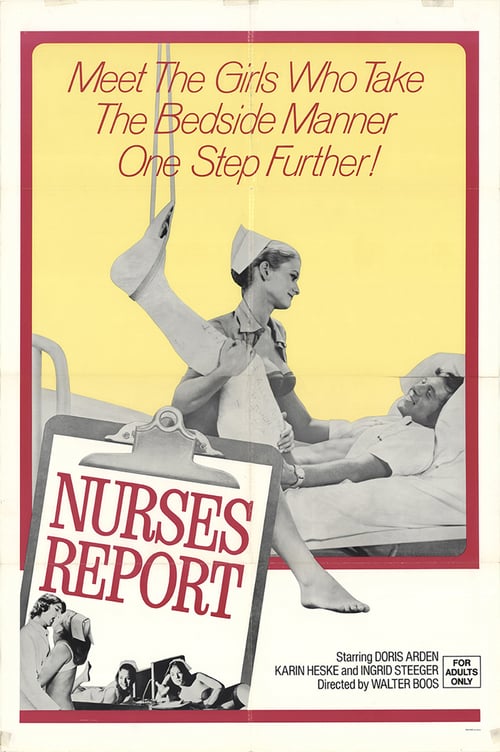 Meet The Girls Who Take
The Bedside Manner
One Step Further!
NURSES
REPORT
Starring DORIS ARDEN
KARIN HESKE and INGRID STEEGER
Directed by WALTER BOOS
FOR
ADULTS
ONLY